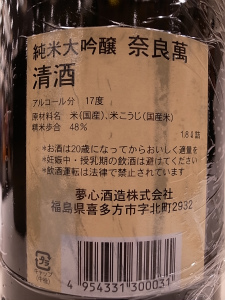 純米大吟醸 奈良萬
清酒
アルコール分 17度
原材料名 米(国産)、米こうじ(国産米)
精米歩合 48%
1.8ℓ詰
*お酒は20歳になってからおいしく適量を
*妊娠中・授乳期の飲酒は避けてください
*飲酒運転は法律で禁止されています
夢心酒造株式会社
福島県喜多方市字北町2932
4 954331 300031